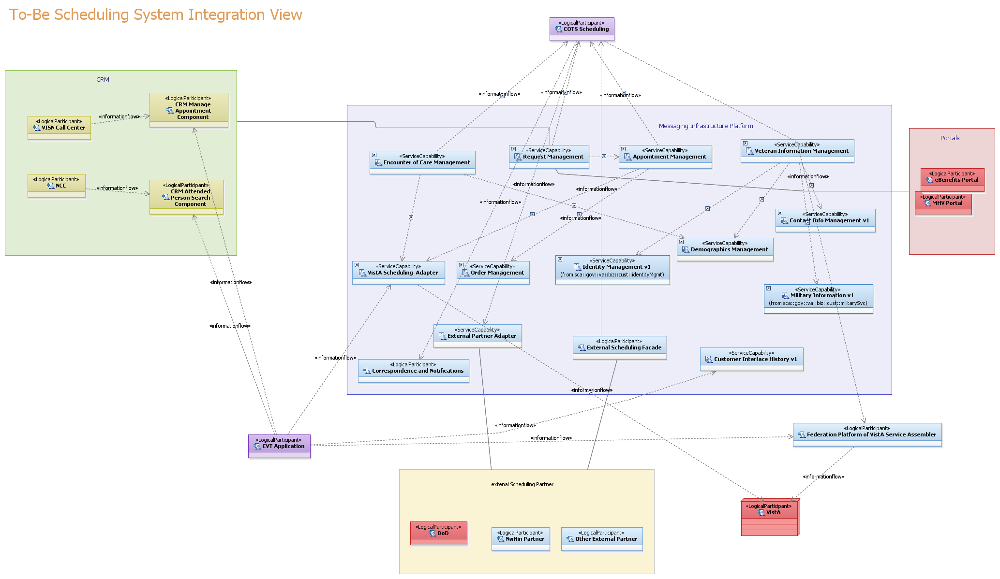 To-Be Scheduling System Integration View
«LogicalParticipant»
COTS Scheduling
CRM
«LogicalParticipant»
CRM Manage
Appointment
Component
«informationflow»
«LogicalParticipant»
VISN Call Center
«LogicalParticipant»
NCC
«informationflow»
«LogicalParticipant»
CRM Attended
Person Search
Component
«informationflow»
«informationflow»
«informationflow»
Messaging Infrastructure Platform
«ServiceCapability»
Encounter of Care Management
«ServiceCapability»
Request Management
«ServiceCapability»
Appointment Management
«ServiceCapability»
Veteran Information Management
Portals
«LogicalParticipant»
eBenefits Portal
«LogicalParticipant»
MHV Portal
«informationflow»
«informationflow»
«informationflow»
«informationflow»
«informationflow»
«ServiceCapability»
Contact Info Management v1
«ServiceCapability»
Demographics Management
«ServiceCapability»
VistA Scheduling  Adapter
«ServiceCapability»
Order Management
«ServiceCapability»
Identity Management v1
(from sca::gov::va::biz::cust::identityMgmt)
«ServiceCapability»
Military Information v1
(from sca::gov::va::biz::cust::militarySvc)
«informationflow»
«informationflow»
«ServiceCapability»
External Partner Adapter
«LogicalParticipant»
External Scheduling Facade
«ServiceCapability»
Customer Interface History v1
«informationflow»
«LogicalParticipant»
Correspondence and Notifications
«informationflow»
«informationflow»
«informationflow»
«LogicalParticipant»
CVT Application
«LogicalParticipant»
Federation Platform of VistA Service Assembler
«informationflow»
extenal Scheduling Partner
«LogicalParticipant»
VistA
«LogicalParticipant»
DoD
«LogicalParticipant»
NwHin Partner
«LogicalParticipant»
Other External Partner